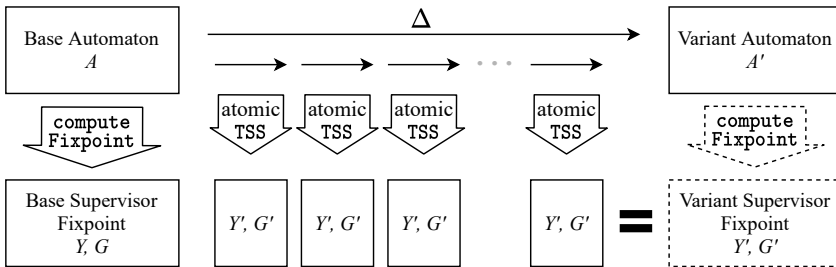 Base Automaton
A
Δ
Variant Automaton
A′
compute
Fixpoint
atomic
TSS
atomic
TSS
atomic
TSS
atomic
TSS
compute
Fixpoint
Base Supervisor
Fixpoint
Y, G
Y′, G′
Y′, G′
Y′, G′
Y′, G′
=
Variant Supervisor
Fixpoint
Y′, G′